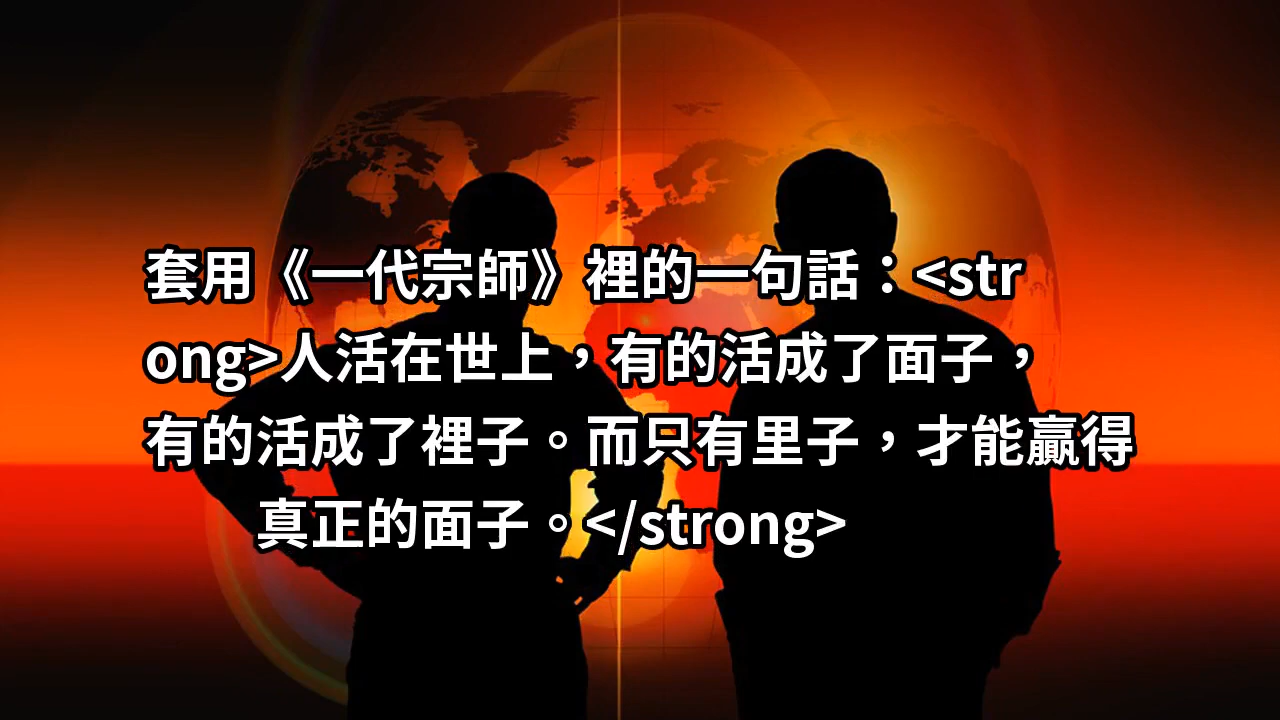 套用《一代宗師》裡的一句話：<str
ong>人活在世上，有的活成了面子，
有的活成了裡子。而只有里子，才能贏得
真正的面子。</strong>